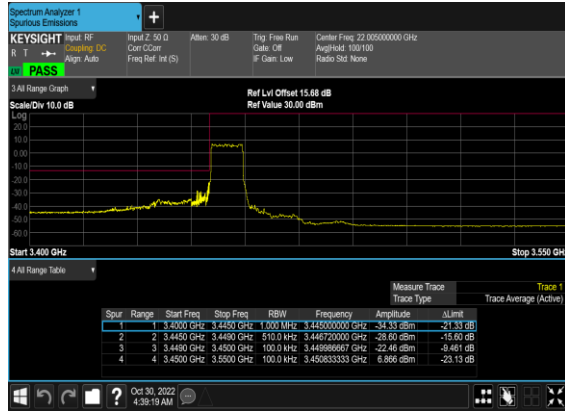 Spectrum Analyzer 1
Spurious Emissions
+
KEYSIGHT Input: RF Input Z: 50 Ω Atten: 30 dB Trig: Free Run Center Freq: 22.005000000 GHz
R T Coupling: DC Corr CCorr Gate: Off Avg|Hold: 100/100
Align: Auto Freq Ref: Int (S) IF Gain: Low Radio Std: None
PASS
3 All Range Graph
Ref Lvl Offset 15.68 dB
Scale/Div 10.0 dB Ref Value 30.00 dBm
Log
20.0
10.0
0.00
-10.0
-20.0
-30.0
-40.0
-50.0
-60.0
Start 3.400 GHz Stop 3.550 GHz
4 All Range Table
Measure Trace Trace 1
Trace Type Trace Average (Active)
Spur Range Start Freq Stop Freq RBW Frequency Amplitude ΔLimit
1 1 3.4000 GHz 3.4450 GHz 1.000 MHz 3.445000000 GHz -34.33 dBm -21.33 dB
2 2 3.4450 GHz 3.4490 GHz 510.0 kHz 3.446720000 GHz -28.60 dBm -15.60 dB
3 3 3.4490 GHz 3.4500 GHz 100.0 kHz 3.449986667 GHz -22.46 dBm -9.461 dB
4 4 3.4500 GHz 3.5500 GHz 100.0 kHz 3.450833333 GHz 6.866 dBm -23.13 dB
? Oct 30, 2022
4:39:19 AM